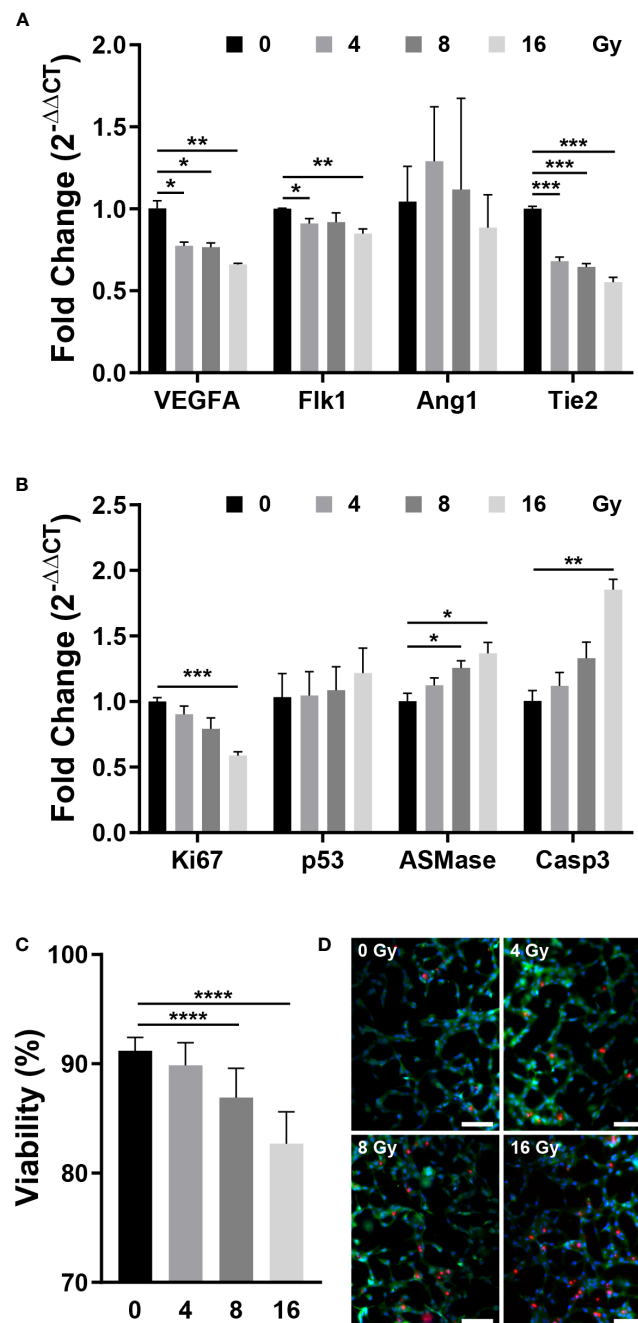 A
Fold Change (2^-ΔΔCT)
2.0
1.5
1.0
0.5
0.0
0 4 8 16 Gy
** * *
** *
*** *** ***
VEGFA Flk1 Ang1 Tie2
B
Fold Change (2^-ΔΔCT)
2.5
2.0
1.5
1.0
0.5
0.0
0 4 8 16 Gy
***
* *
**
Ki67 p53 ASMase Casp3
C
Viability (%)
100
90
80
70
****
****
0 4 8 16
D
0 Gy 4 Gy
8 Gy 16 Gy